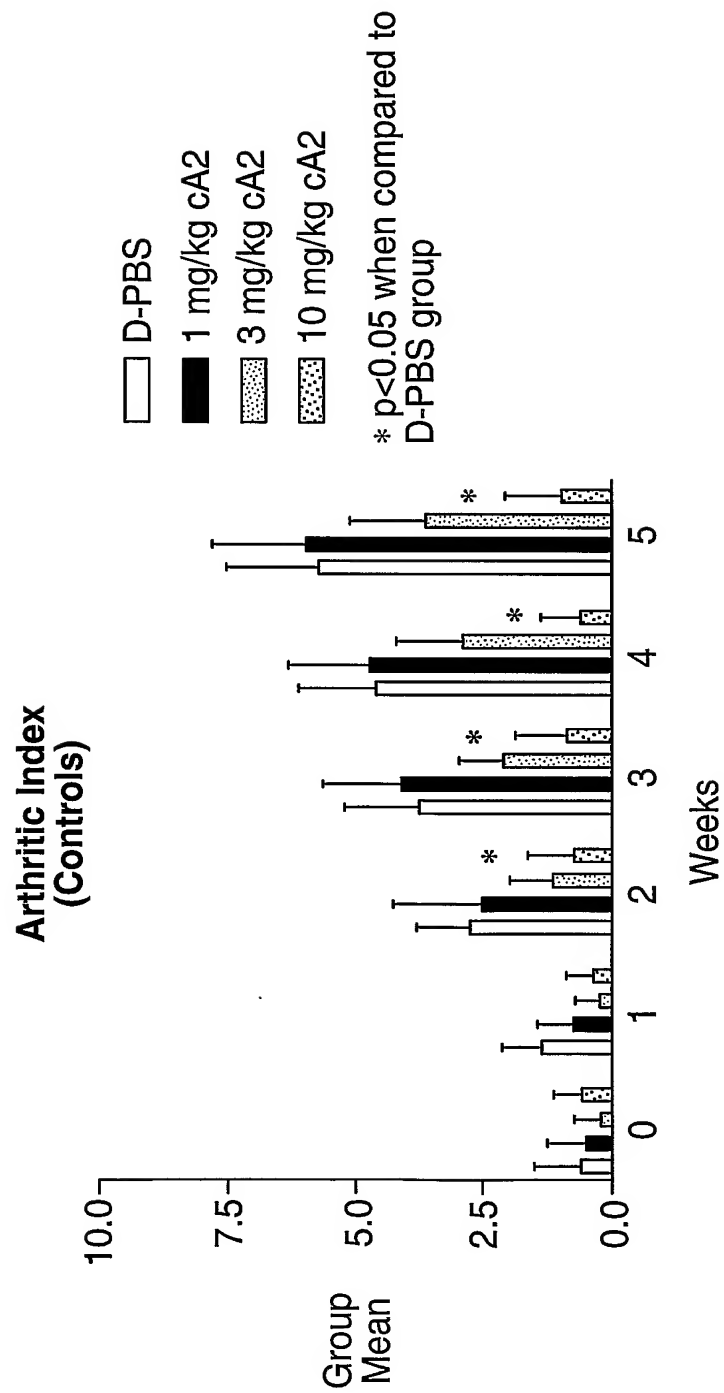 Arthritic Index
(Controls)
Group
Mean
10.0
7.5
5.0
2.5
0.0
* * * *
0 1 2 3 4 5
Weeks
D-PBS
1 mg/kg cA2
3 mg/kg cA2
10 mg/kg cA2
* p<0.05 when compared to
D-PBS group